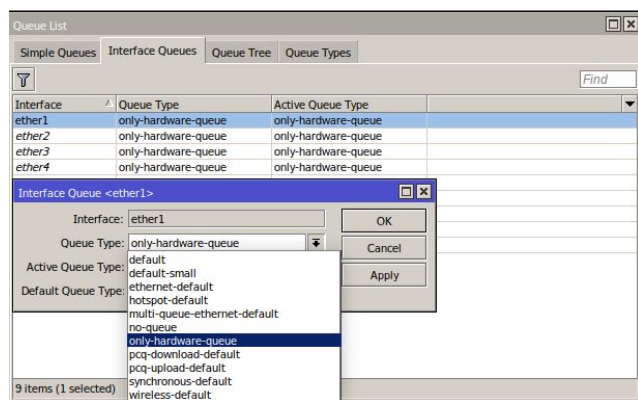 Queue List
Simple Queues Interface Queues Queue Tree Queue Types
Find
Interface Queue Type Active Queue Type
ether1 only-hardware-queue only-hardware-queue
ether2 only-hardware-queue only-hardware-queue
ether3 only-hardware-queue only-hardware-queue
ether4 only-hardware-queue only-hardware-queue
Interface Queue <ether1>
Interface: ether1 OK
Queue Type: only-hardware-queue Cancel
Active Queue Type: Apply
Default Queue Type:
default
default-small
ethernet-default
hotspot-default
multi-queue-ethernet-default
no-queue
only-hardware-queue
pcq-download-default
pcq-upload-default
synchronous-default
wireless-default
9 items (1 selected)